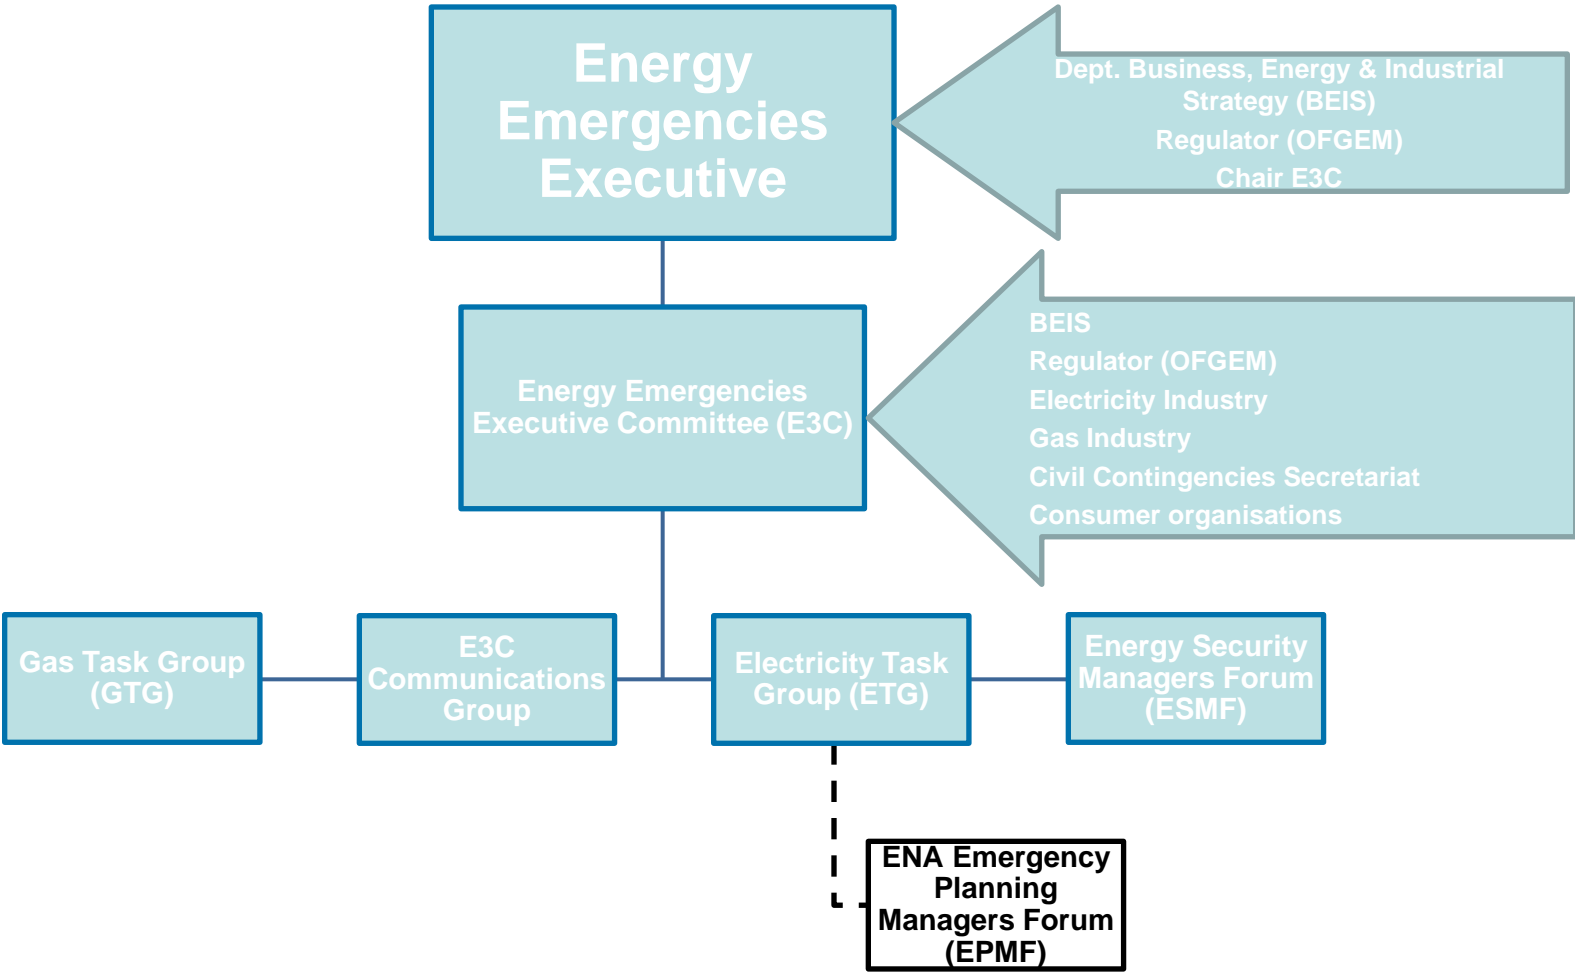 Energy
Emergencies
Executive
Dept. Business, Energy & Industrial
Strategy (BEIS)
Regulator (OFGEM)
Chair E3C
Energy Emergencies
Executive Committee (E3C)
BEIS
Regulator (OFGEM)
Electricity Industry
Gas Industry
Civil Contingencies Secretariat
Consumer organisations
Gas Task Group
(GTG)
E3C
Communications
Group
Electricity Task
Group (ETG)
Energy Security
Managers Forum
(ESMF)
ENA Emergency
Planning
Managers Forum
(EPMF)